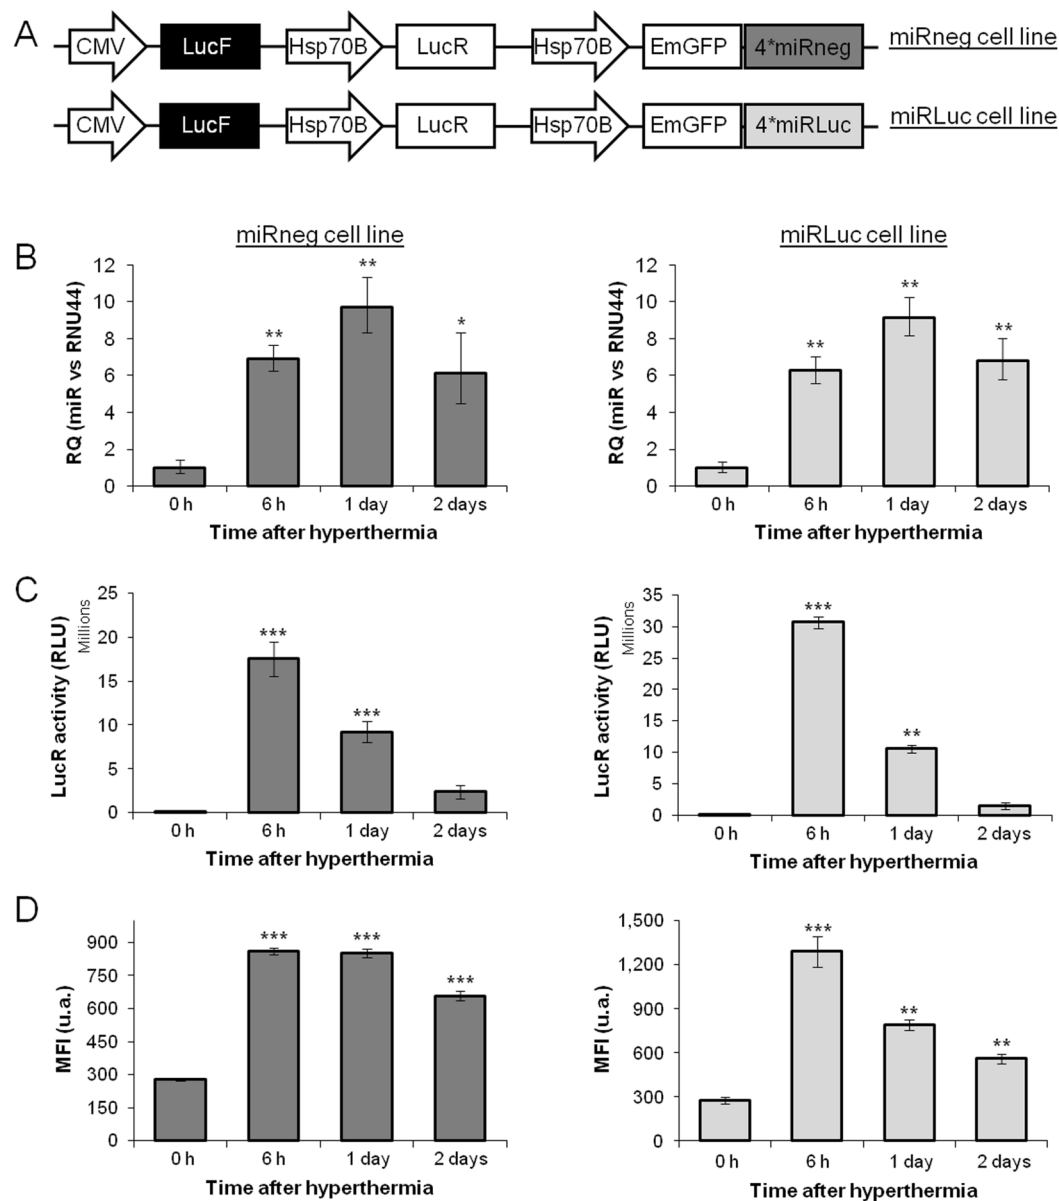 A
CMV LucF Hsp70B LucR Hsp70B EmGFP 4*miRneg miRneg cell line
CMV LucF Hsp70B LucR Hsp70B EmGFP 4*miRLuc miRLuc cell line
B
miRneg cell line
RQ (miR vs RNU44)
12
10
8
6
4
2
0
** ** *
0 h 6 h 1 day 2 days
Time after hyperthermia
miRLuc cell line
RQ (miR vs RNU44)
12
10
8
6
4
2
0
** ** **
0 h 6 h 1 day 2 days
Time after hyperthermia
C
LucR activity (RLU)
Millions
25
20
15
10
5
0
*** ***
0 h 6 h 1 day 2 days
Time after hyperthermia
LucR activity (RLU)
Millions
35
30
25
20
15
10
5
0
*** **
0 h 6 h 1 day 2 days
Time after hyperthermia
D
MFI (u.a.)
900
750
600
450
300
150
0
*** *** ***
0 h 6 h 1 day 2 days
Time after hyperthermia
MFI (u.a.)
1,500
1,200
900
600
300
0
*** ** **
0 h 6 h 1 day 2 days
Time after hyperthermia